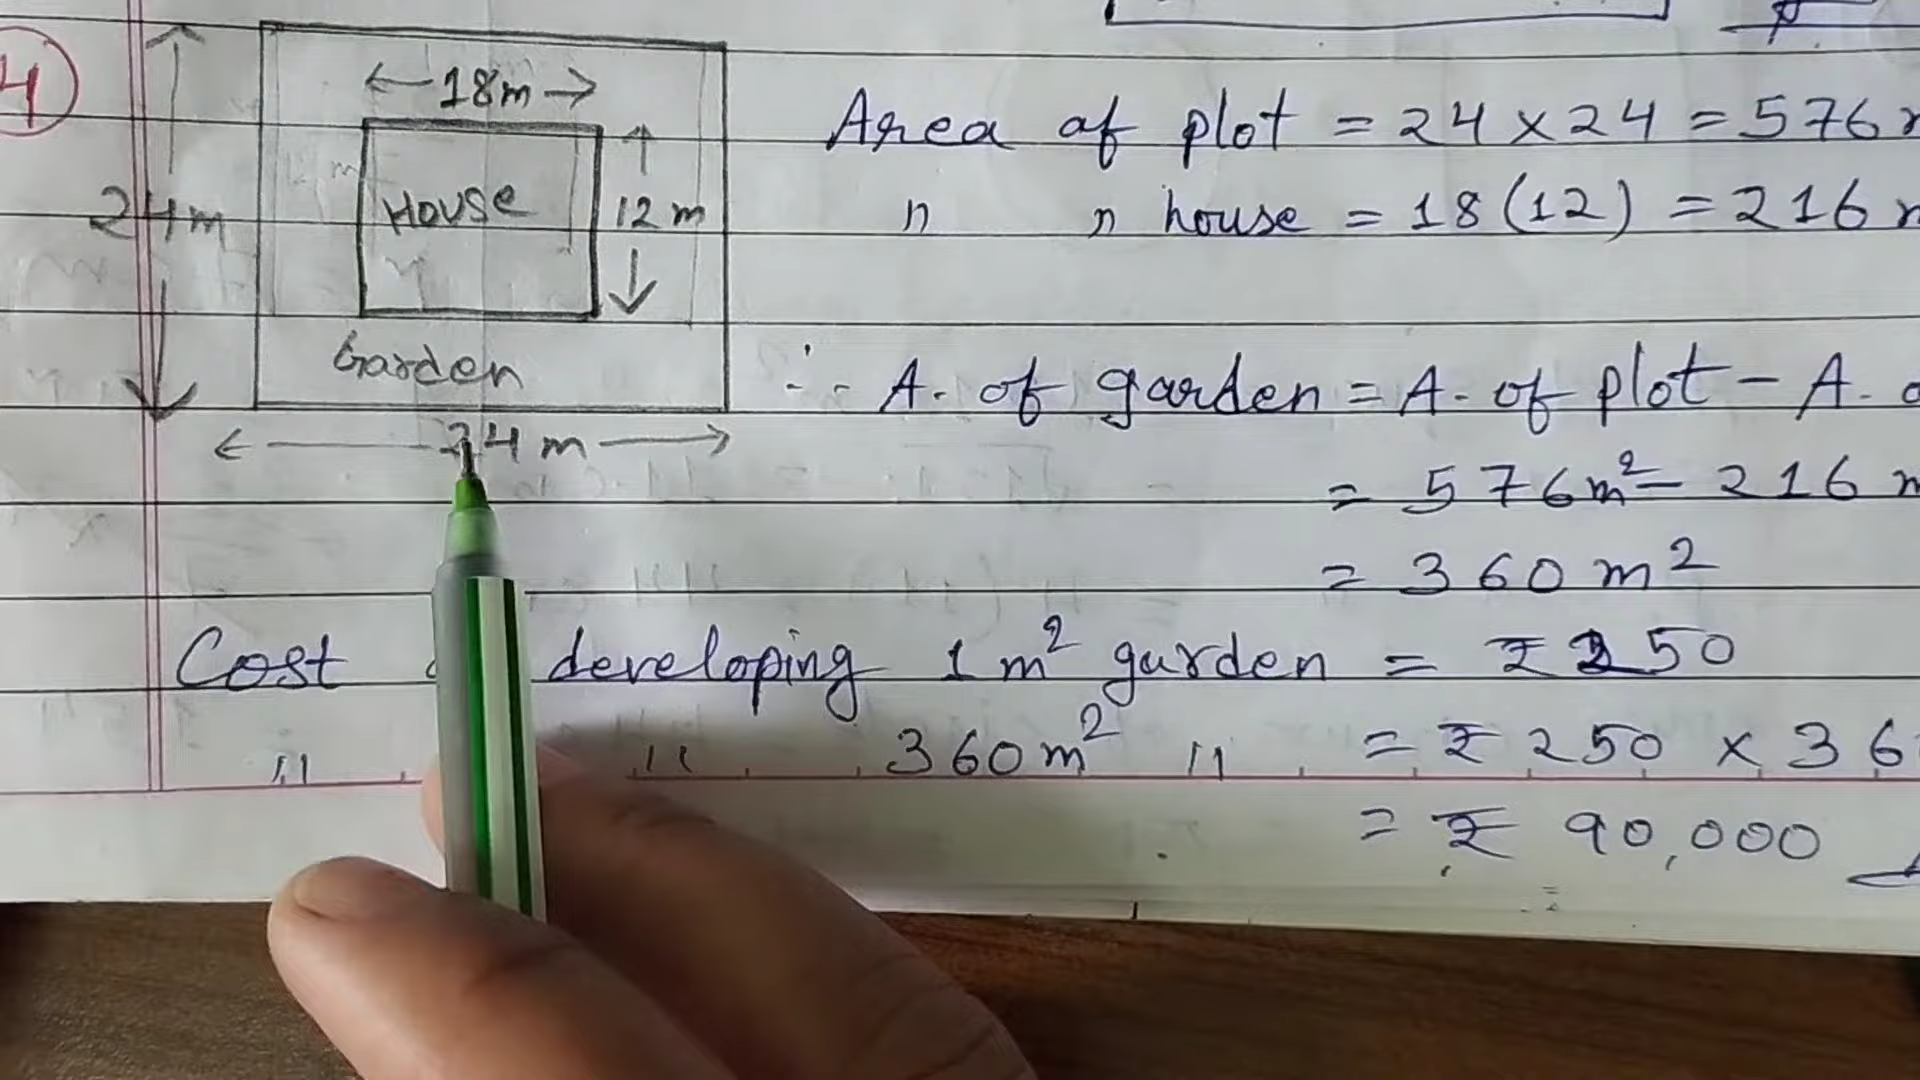 4
18m
24m
House
12 m
Garden
24 m
Area of plot = 24 × 24 = 576
〃 〃 house = 18 (12) = 216
∴ A. of garden = A. of plot - A.
= 576m² - 216
= 360 m²
Cost developing 1 m² garden = ₹ 250
〃 〃 360 m² 〃 = ₹ 250 × 36
= ₹ 90,000